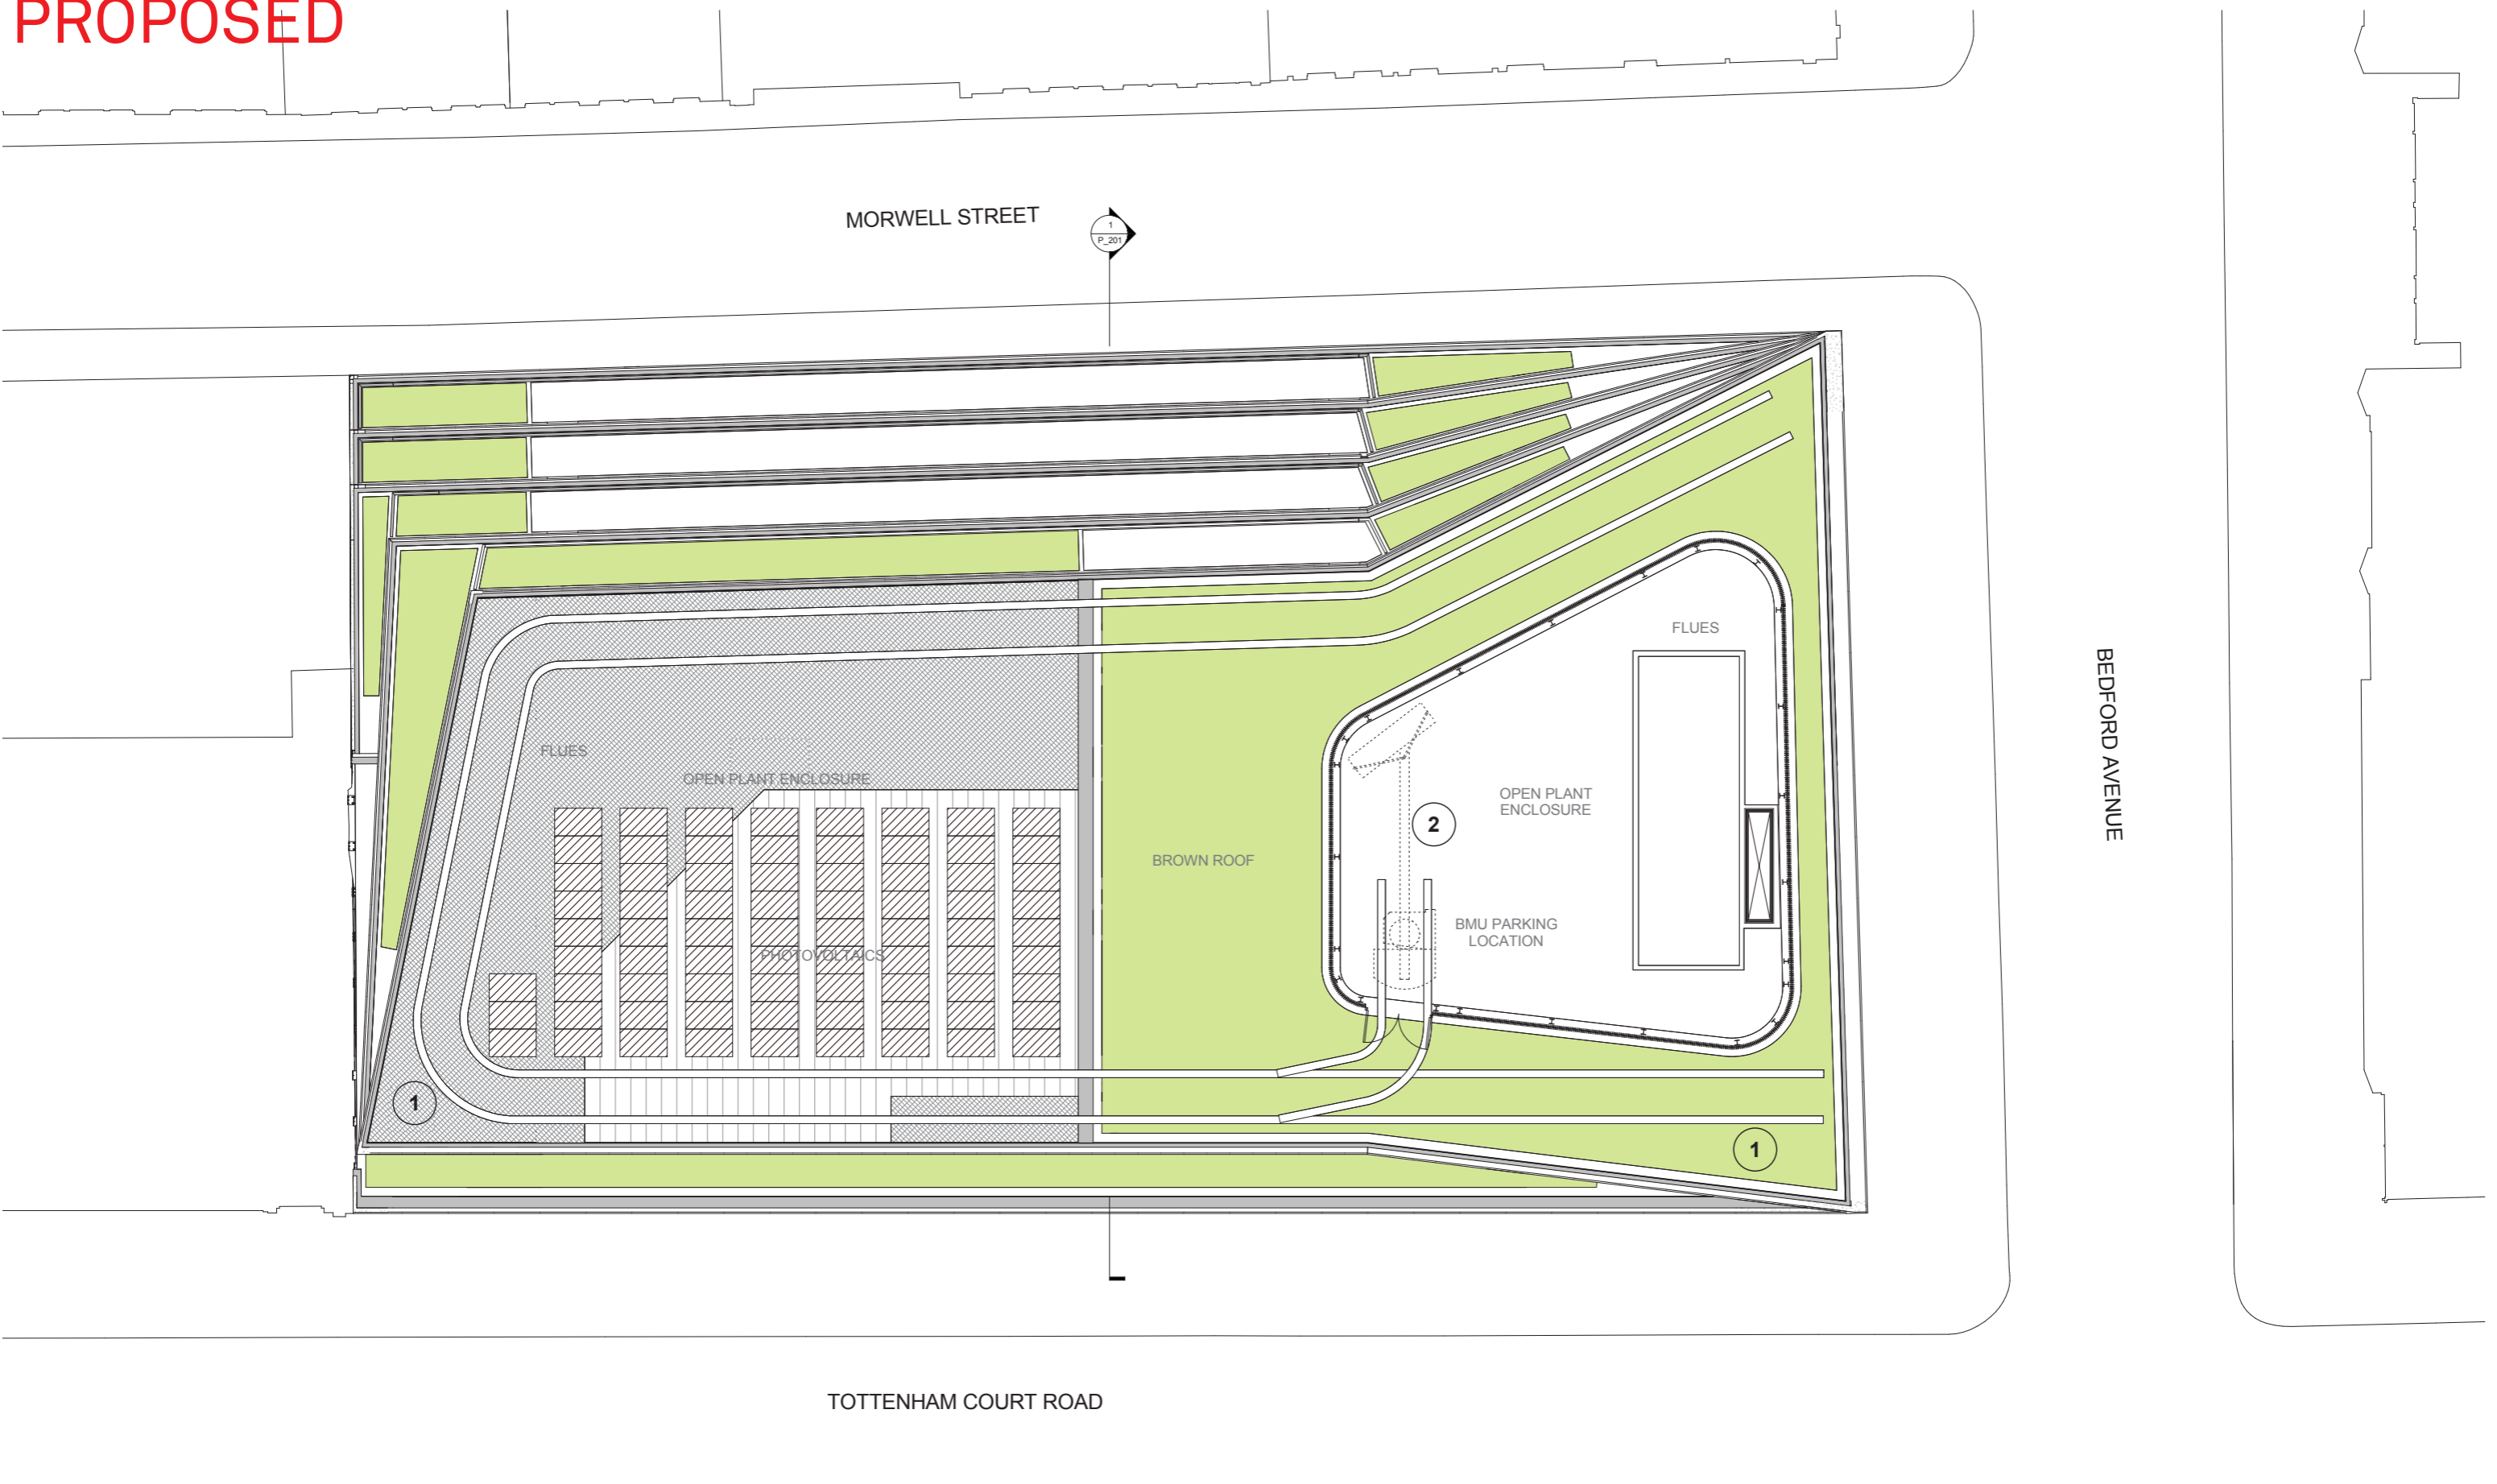 PROPOSED
MORWELL STREET
1
P_201
FLUES
BEDFORD AVENUE
FLUES
OPEN PLANT ENCLOSURE
OPEN PLANT
ENCLOSURE
2
BROWN ROOF
BMU PARKING
LOCATION
PHOTOVOLTAICS
1
1
TOTTENHAM COURT ROAD